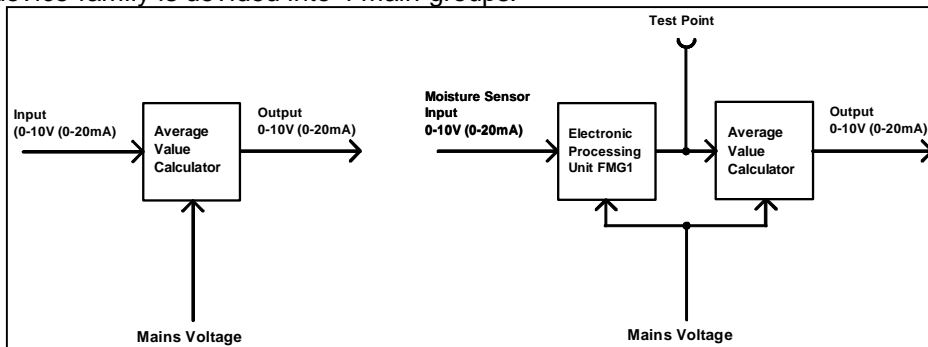 device family is devided into 4 main groups.
Input
(0-10V (0-20mA)
Average
Value
Calculator
Output
0-10V (0-20mA)
Mains Voltage
Test Point
Moisture Sensor
Input
0-10V (0-20mA)
Electronic
Processing
Unit FMG1
Average
Value
Calculator
Output
0-10V (0-20mA)
Mains Voltage